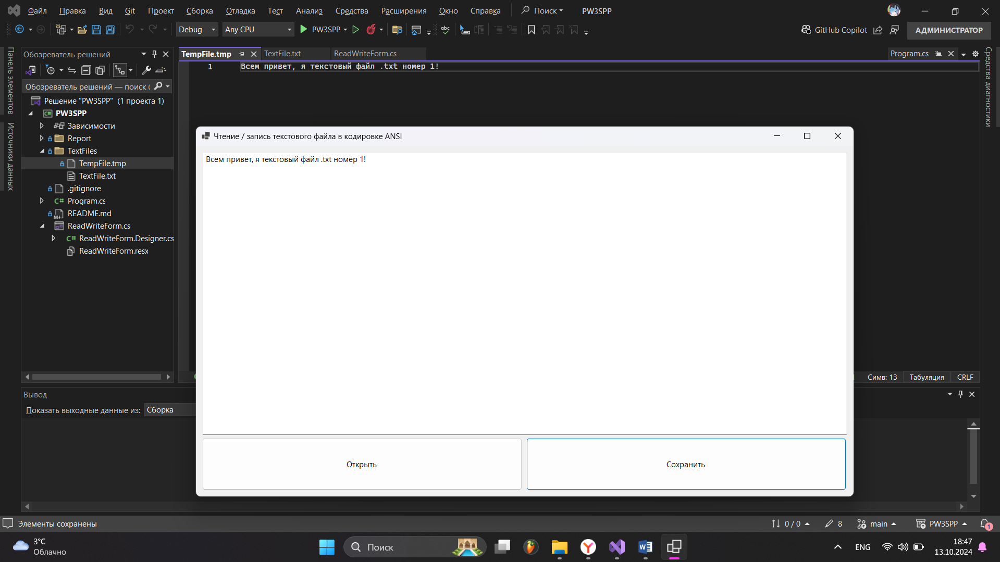 Файл Правка Вид Git Проект Сборка Отладка Тест Анализ Средства Расширения Окно Справка Поиск PW3SPP
Debug Any CPU PW3SPP GitHub Copilot АДМИНИСТРАТОР
Панель элементов
Источники данных
Обозреватель решений
Обозреватель решений — поиск (
Решение "PW3SPP" (1 проекта 1)
PW3SPP
Зависимости
Report
TextFiles
TempFile.tmp
TextFile.txt
.gitignore
Program.cs
README.md
ReadWriteForm.cs
ReadWriteForm.Designer.cs
ReadWriteForm.resx
TempFile.tmp TextFile.txt ReadWriteForm.cs Program.cs
1 Всем привет, я текстовый файл .txt номер 1!
Средства диагностики
Чтение / запись текстового файла в кодировке ANSI
Всем привет, я текстовый файл .txt номер 1!
Открыть Сохранить
Симв: 13 Табуляция CRLF
Вывод
Показать выходные данные из: Сборка
Элементы сохранены 0 / 0 8 main PW3SPP 1
3°C
Облачно
Поиск
ENG
18:47
13.10.2024